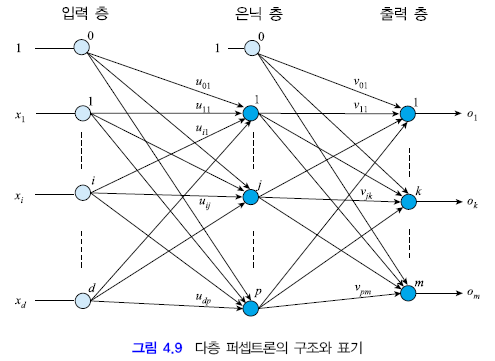 입력 층 은닉 층 출력 층
1 0 1 0
u01 v01
x1 1 u11 1 v11 1 o1
ui1
xi i uij j vjk k ok
xd d udp p vpm m om
그림 4.9 다층 퍼셉트론의 구조와 표기